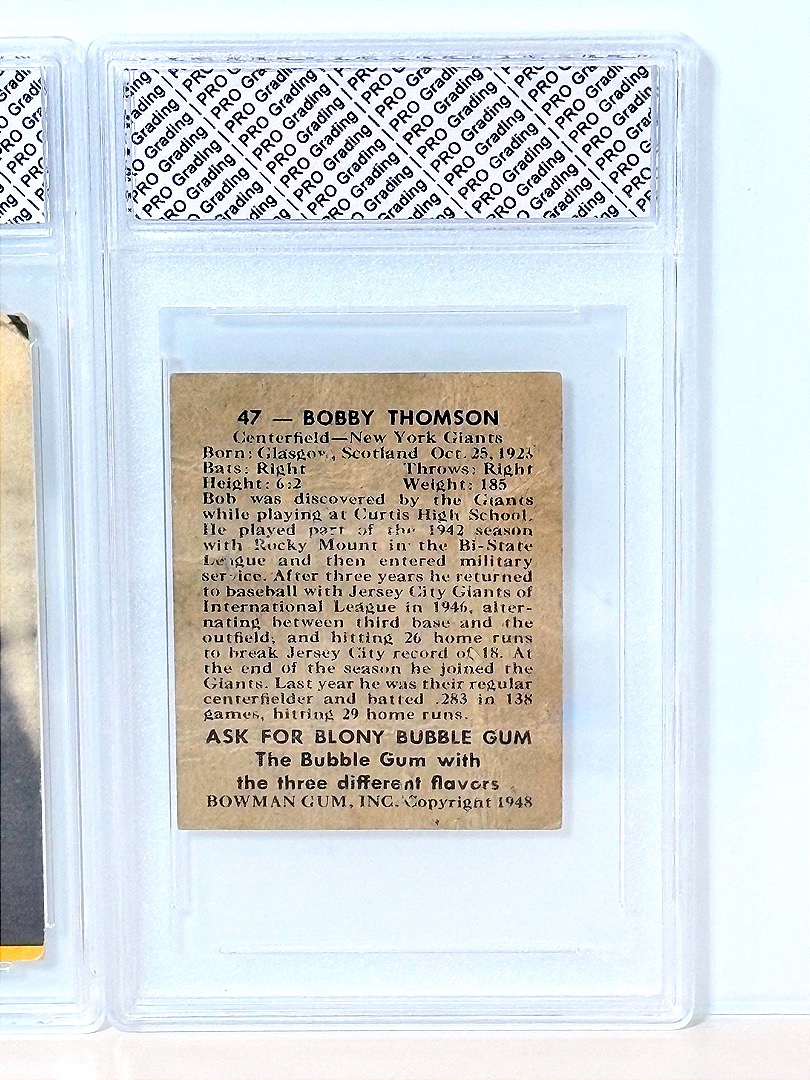 PRO Grading PRO Grading PRO Grading PRO Grading
47 — BOBBY THOMSON
Centerfield—New York Giants
Born: Glasgow, Scotland Oct. 25, 1923
Bats: Right Throws: Right
Height: 6:2 Weight: 185
Bob was discovered by the Giants
while playing at Curtis High School.
He played part of the 1942 season
with Rocky Mount in the Bi-State
League and then entered military
service. After three years he returned
to baseball with Jersey City Giants of
International League in 1946, alter-
nating between third base and the
outfield, and hitting 26 home runs
to break Jersey City record of 18. At
the end of the season he joined the
Giants. Last year he was their regular
centerfielder and batted .283 in 138
games, hitting 29 home runs.
ASK FOR BLONY BUBBLE GUM
The Bubble Gum with
the three different flavors
BOWMAN GUM, INC. Copyright 1948